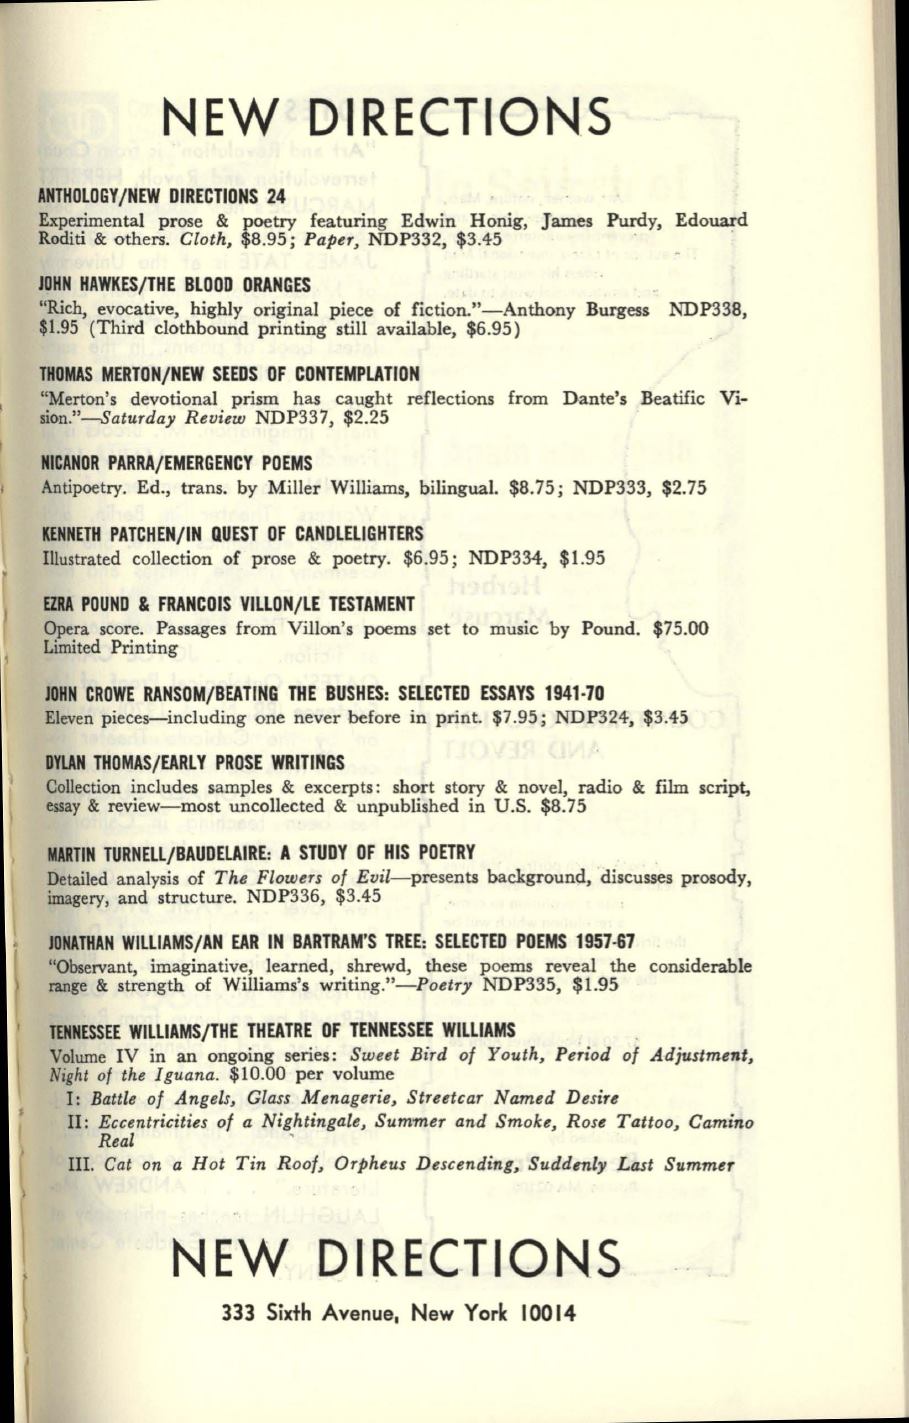 NEW DIRECTIONS
ANTHOLOGY/NEW DIRECTIONS 24
Experimental prose & poetry featuring Edwin Honig, James Purdy, Edouard
Roditi & others. Cloth, $8.95; Paper, NDP332, $3.45
JOHN HAWKES/THE BLOOD ORANGES
“Rich, evocative, highly original piece of fiction.”—Anthony Burgess NDP338,
$1.95 (Third clothbound printing still available, $6.95)
THOMAS MERTON/NEW SEEDS OF CONTEMPLATION
“Merton's devotional prism has caught reflections from Dante's Beatific Vi-
sion.”—Saturday Review NDP337, $2.25
NICANOR PARRA/EMERGENCY POEMS
Antipoetry. Ed., trans. by Miller Williams, bilingual. $8.75; NDP333, $2.75
KENNETH PATCHEN/IN QUEST OF CANDLELIGHTERS
Illustrated collection of prose & poetry. $6.95; NDP334, $1.95
EZRA POUND & FRANCOIS VILLON/LE TESTAMENT
Opera score. Passages from Villon's poems set to music by Pound. $75.00
Limited Printing
JOHN CROWE RANSOM/BEATING THE BUSHES: SELECTED ESSAYS 1941-70
Eleven pieces—including one never before in print. $7.95; NDP324, $3.45
DYLAN THOMAS/EARLY PROSE WRITINGS
Collection includes samples & excerpts: short story & novel, radio & film script,
essay & review—most uncollected & unpublished in U.S. $8.75
MARTIN TURNELL/BAUDELAIRE: A STUDY OF HIS POETRY
Detailed analysis of The Flowers of Evil—presents background, discusses prosody,
imagery, and structure. NDP336, $3.45
JONATHAN WILLIAMS/AN EAR IN BARTRAM'S TREE: SELECTED POEMS 1957-67
“Observant, imaginative, learned, shrewd, these poems reveal the considerable
range & strength of Williams's writing.”—Poetry NDP335, $1.95
TENNESSEE WILLIAMS/THE THEATRE OF TENNESSEE WILLIAMS
Volume IV in an ongoing series: Sweet Bird of Youth, Period of Adjustment,
Night of the Iguana. $10.00 per volume
I: Battle of Angels, Glass Menagerie, Streetcar Named Desire
II: Eccentricities of a Nightingale, Summer and Smoke, Rose Tattoo, Camino
Real
III. Cat on a Hot Tin Roof, Orpheus Descending, Suddenly Last Summer
NEW DIRECTIONS
333 Sixth Avenue, New York 10014